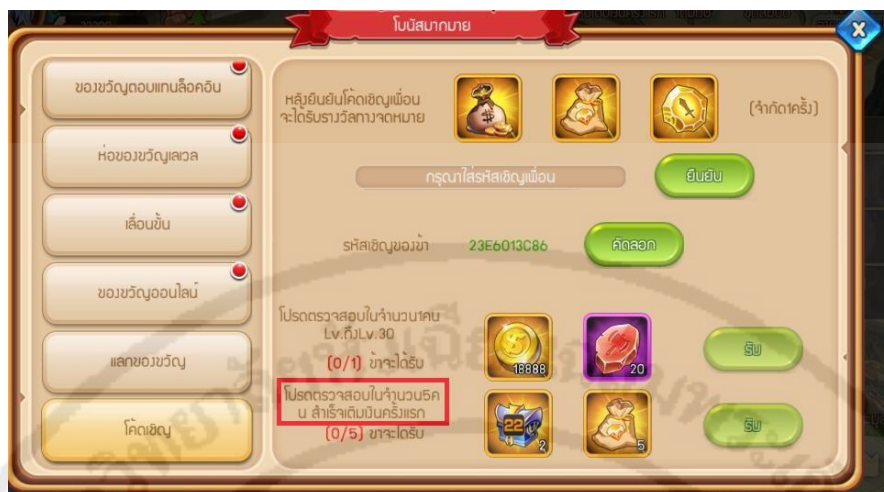 โบนัสมากมาย
X
ของขวัญตอบแทนล็อคอิน
ห่อของขวัญเลเวล
เลื่อนขั้น
ของขวัญออนไลน์
แลกของขวัญ
โค้ดเชิญ
หลังยืนยันโค้ดเชิญเพื่อน
จะได้รับรางวัลทางจดหมาย
(จำกัด1ครั้ง)
กรุณาใส่รหัสเชิญเพื่อน
ยืนยัน
รหัสเชิญของข้า
23E6013C86
คัดลอก
โปรดตรวจสอบในจำนวน1คน
Lv.ถึงLv.30
(0/1) ข้าจะได้รับ
18888
20
รับ
โปรดตรวจสอบในจำนวน5ค
น สำเร็จเติมเงินครั้งแรก
(0/5) ข้าจะได้รับ
22
2
5
รับ